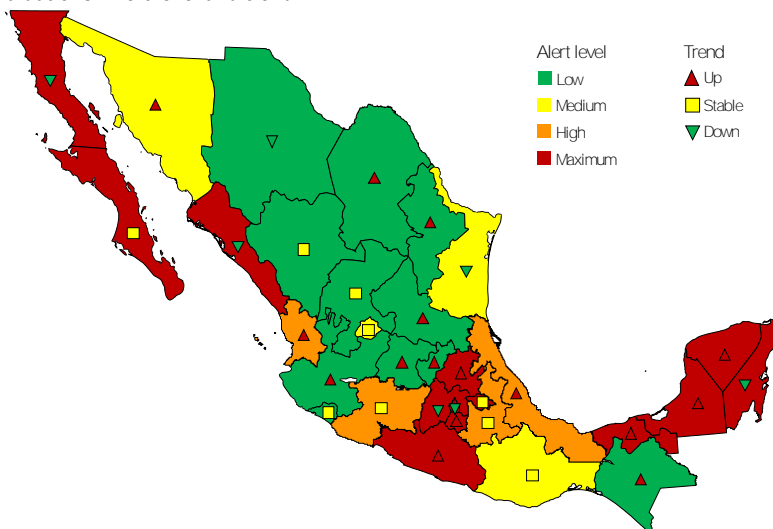 Alert level
Low
Medium
High
Maximum
Trend
Up
Stable
Down